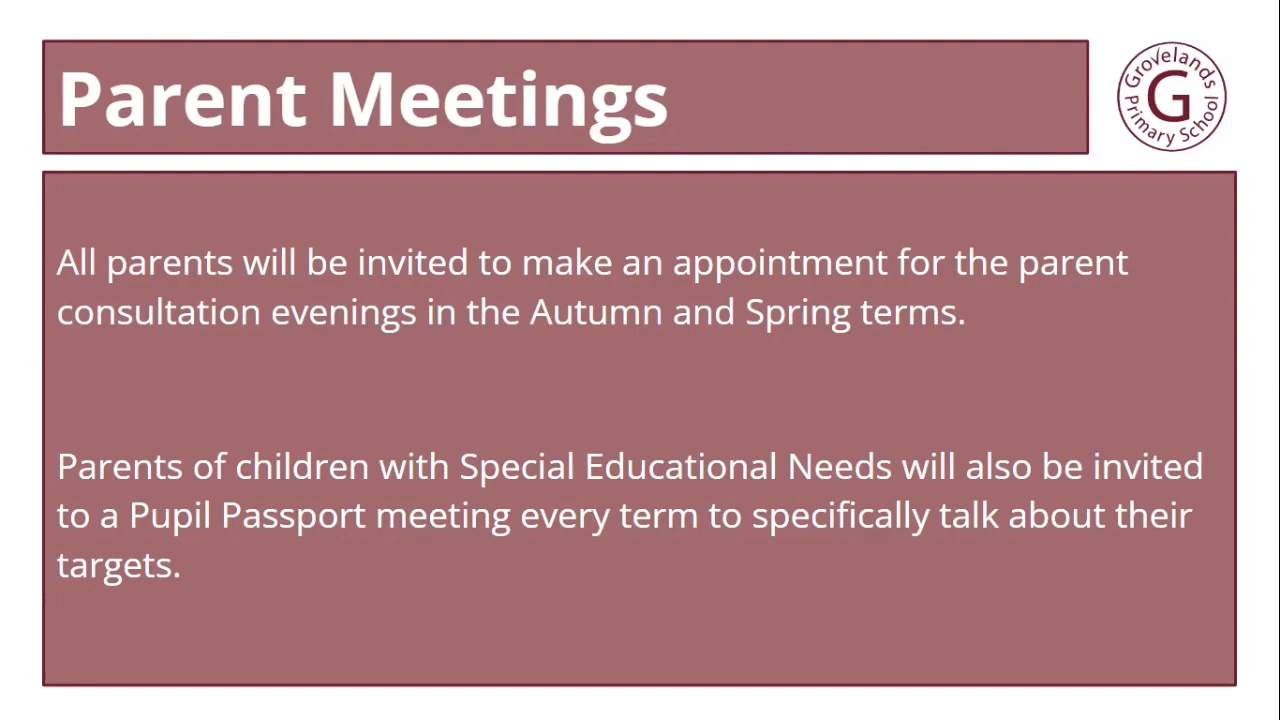 Parent Meetings
Grovelands
G
Primary School
All parents will be invited to make an appointment for the parent
consultation evenings in the Autumn and Spring terms.
Parents of children with Special Educational Needs will also be invited
to a Pupil Passport meeting every term to specifically talk about their
targets.